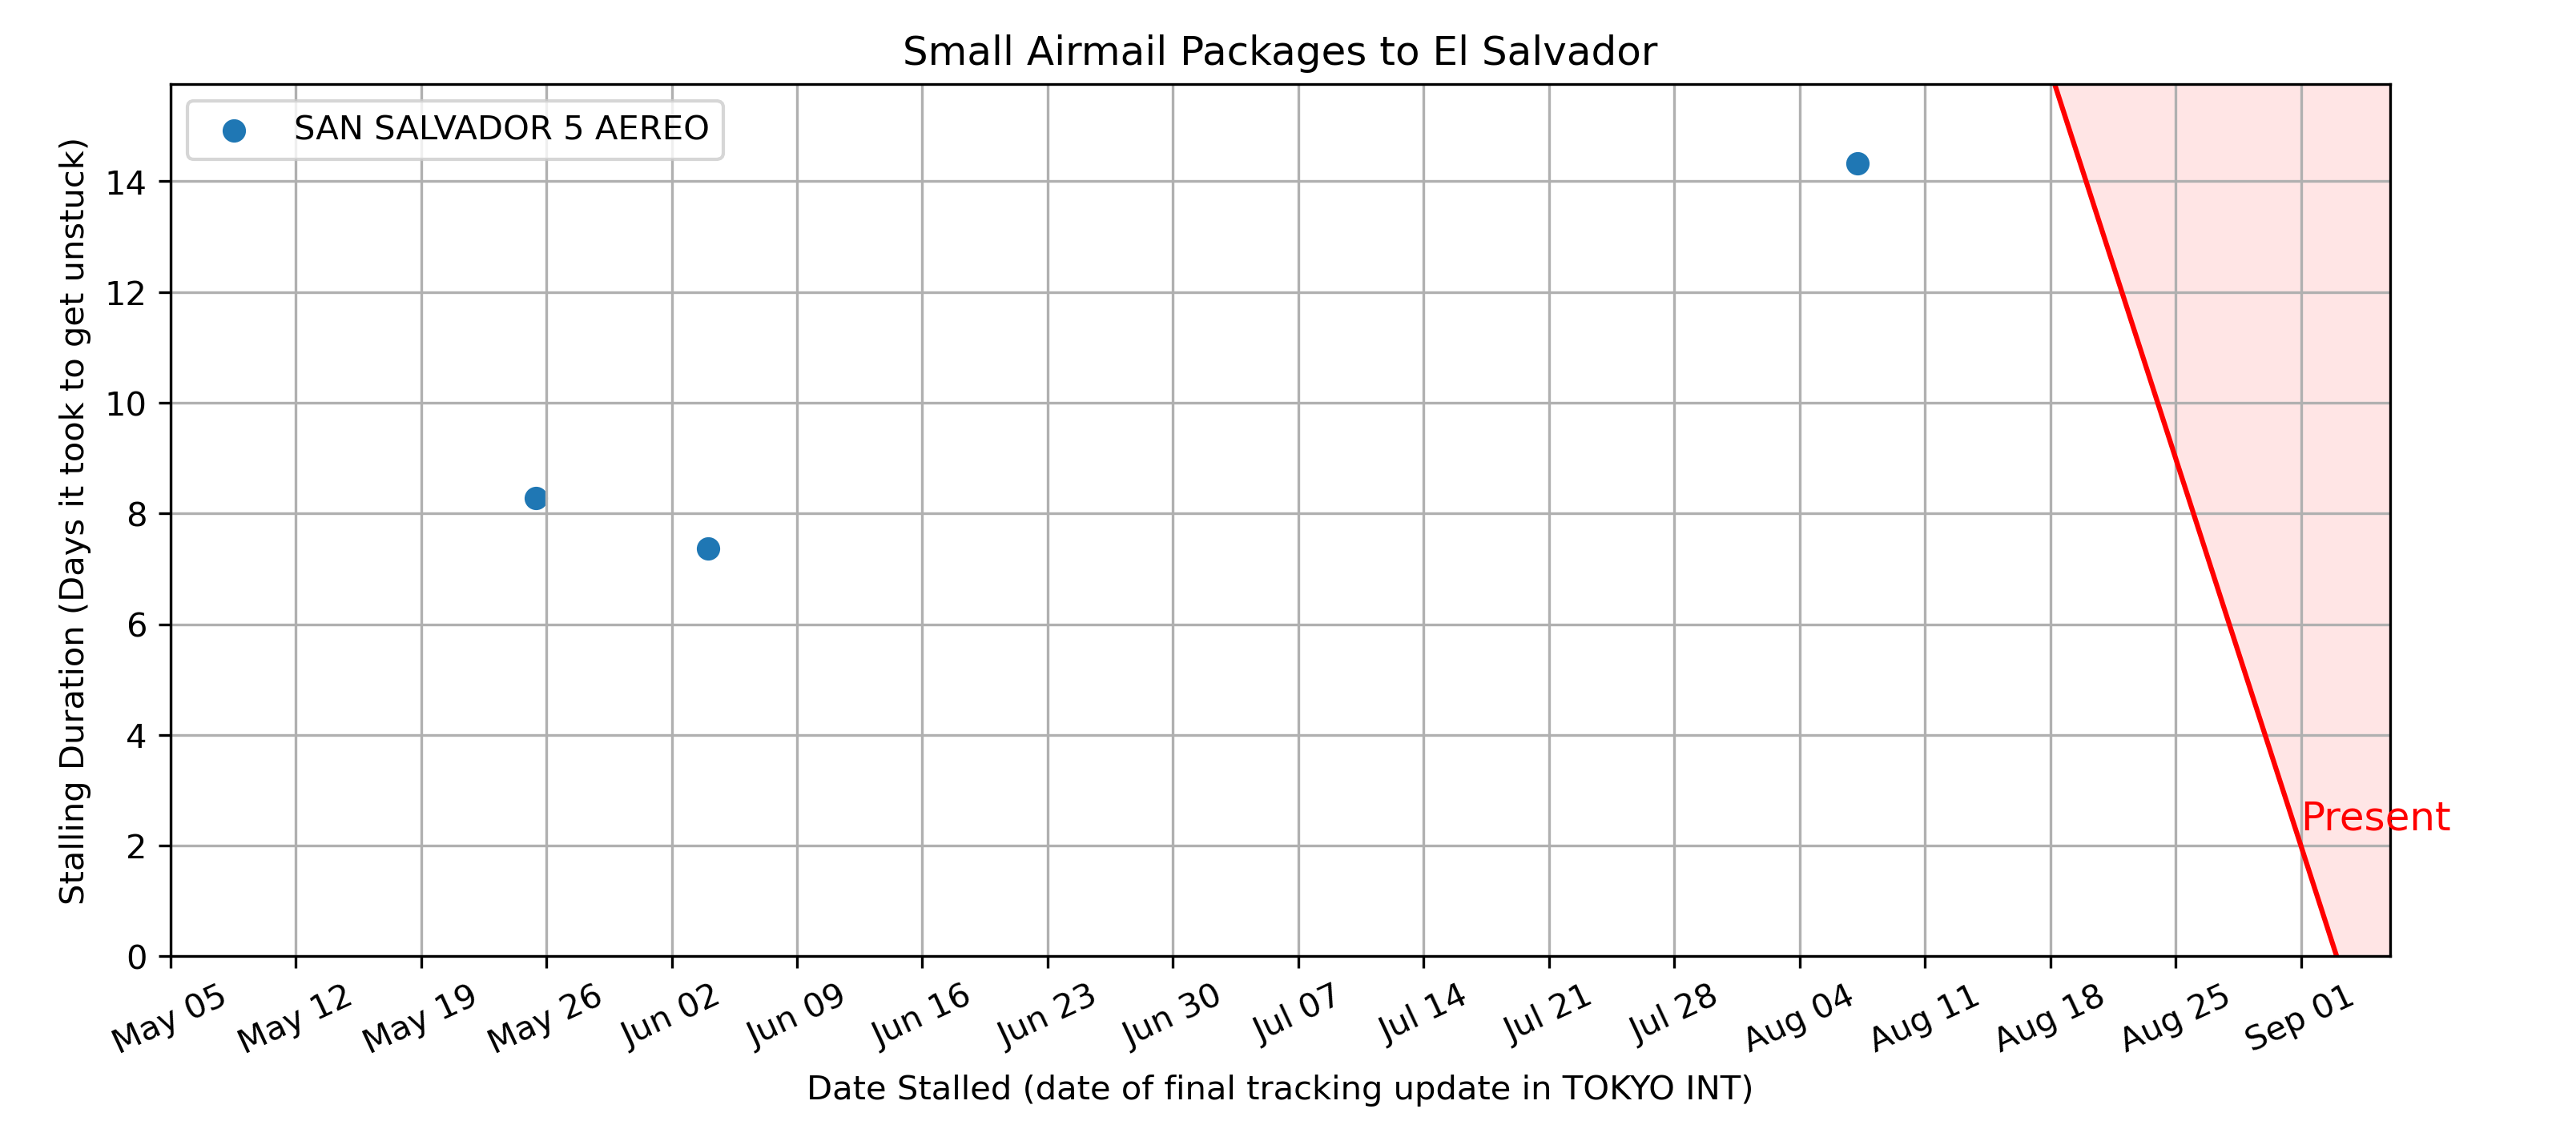 Small Airmail Packages to El Salvador
SAN SALVADOR 5 AEREO
Stalling Duration (Days it took to get unstuck)
14
12
10
8
6
4
2
0
Present
May 05
May 12
May 19
May 26
Jun 02
Jun 09
Jun 16
Jun 23
Jun 30
Jul 07
Jul 14
Jul 21
Jul 28
Aug 04
Aug 11
Aug 18
Aug 25
Sep 01
Date Stalled (date of final tracking update in TOKYO INT)